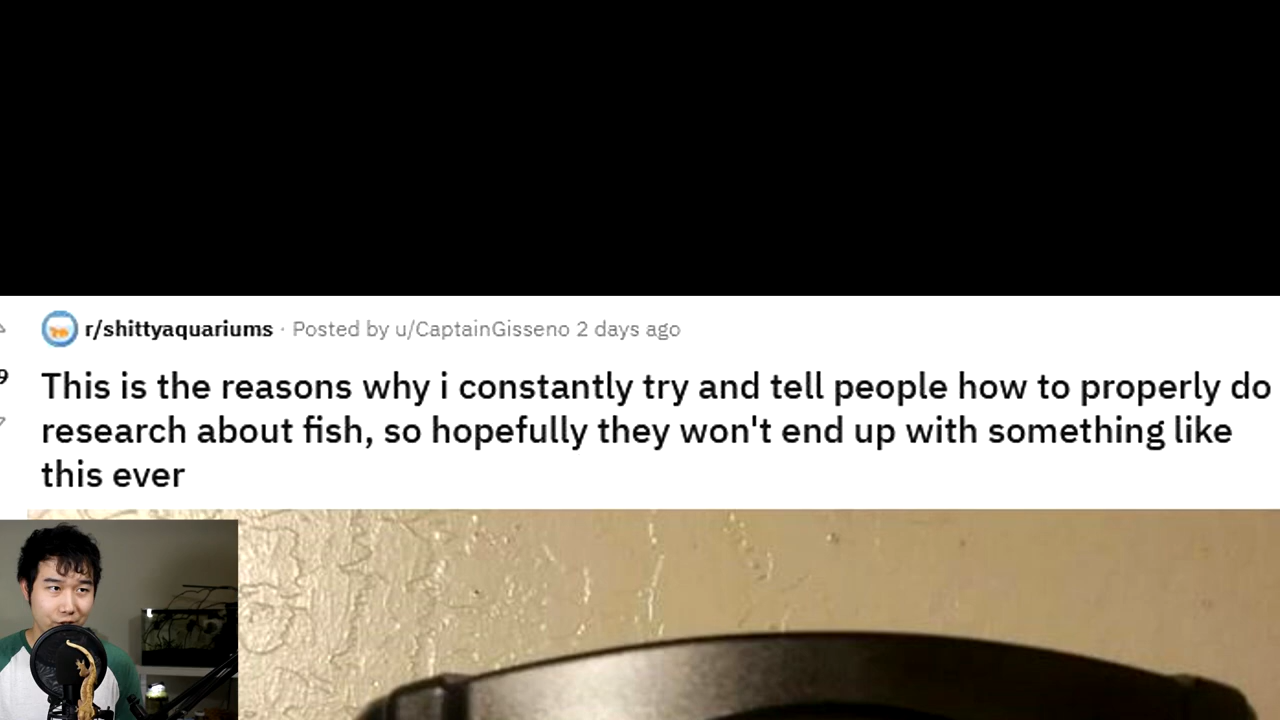 r/shittyaquariums · Posted by u/CaptainGisseno 2 days ago
This is the reasons why i constantly try and tell people how to properly do
research about fish, so hopefully they won't end up with something like
this ever